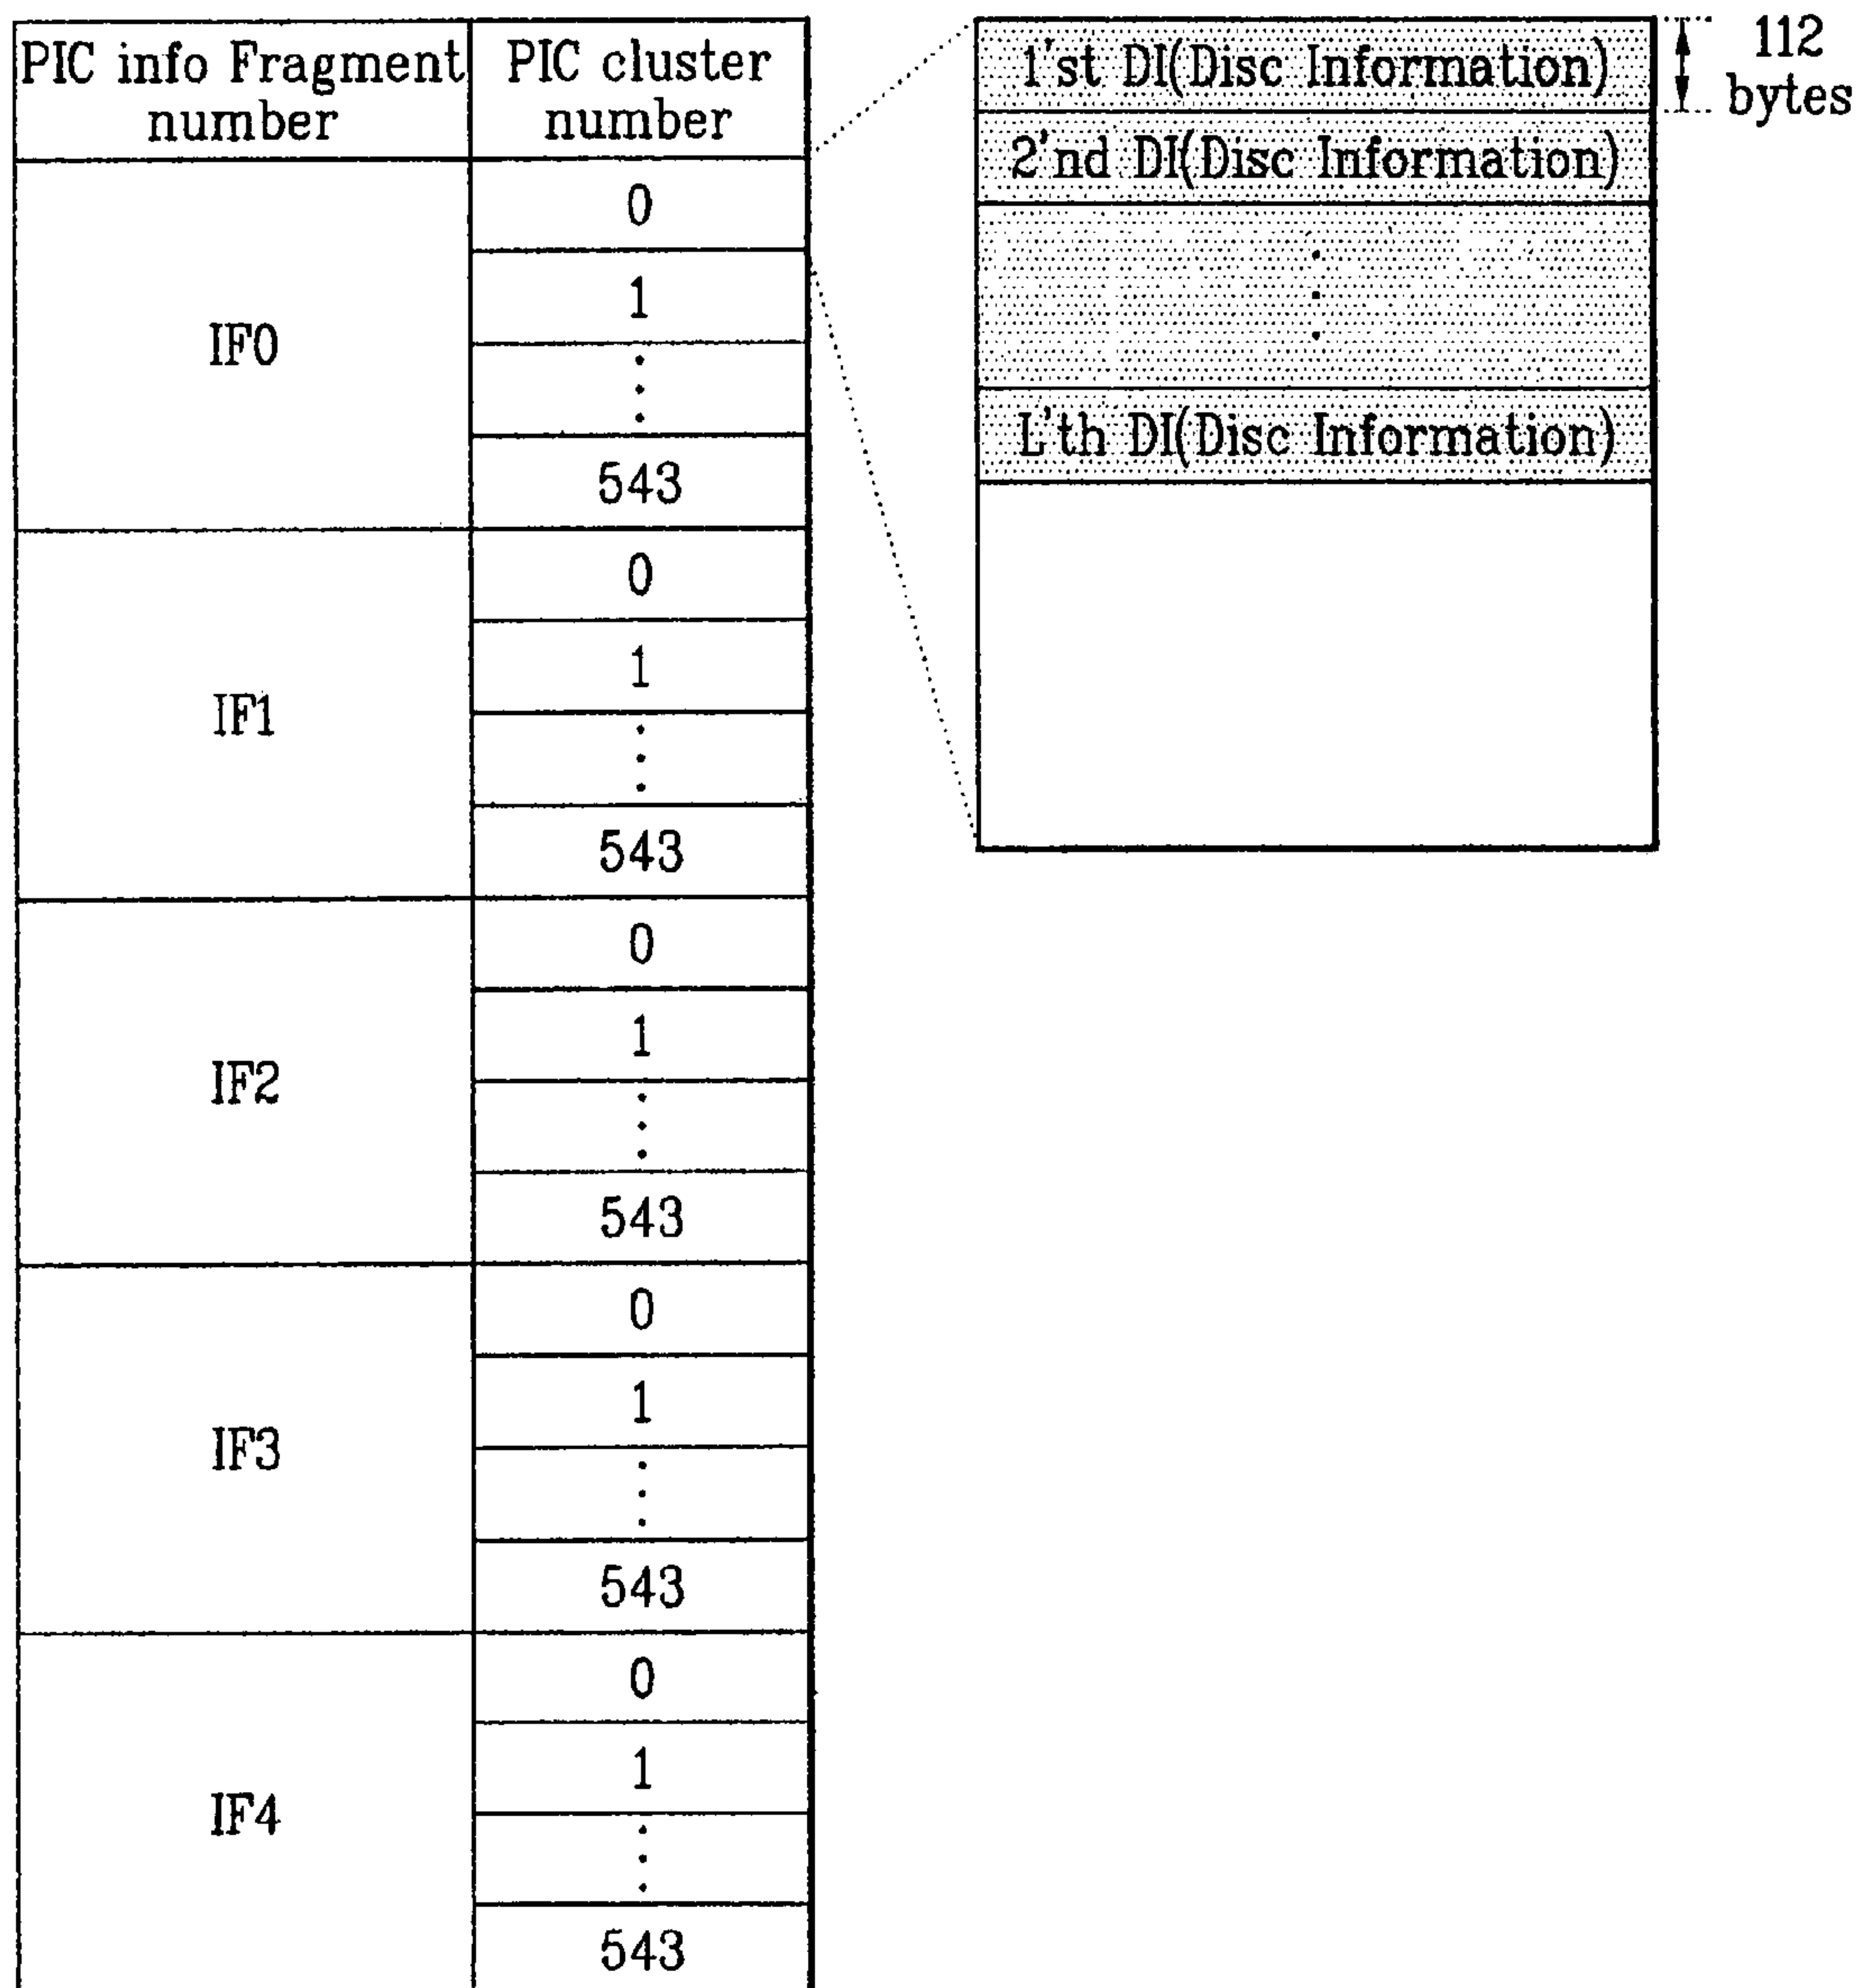 PIC info Fragment number
PIC cluster number
IF0
0
1
543
IF1
0
1
543
IF2
0
1
543
IF3
0
1
543
IF4
0
1
543
1'st DI(Disc Information)
2'nd DI(Disc Information)
L'th DI(Disc Information)
112
bytes